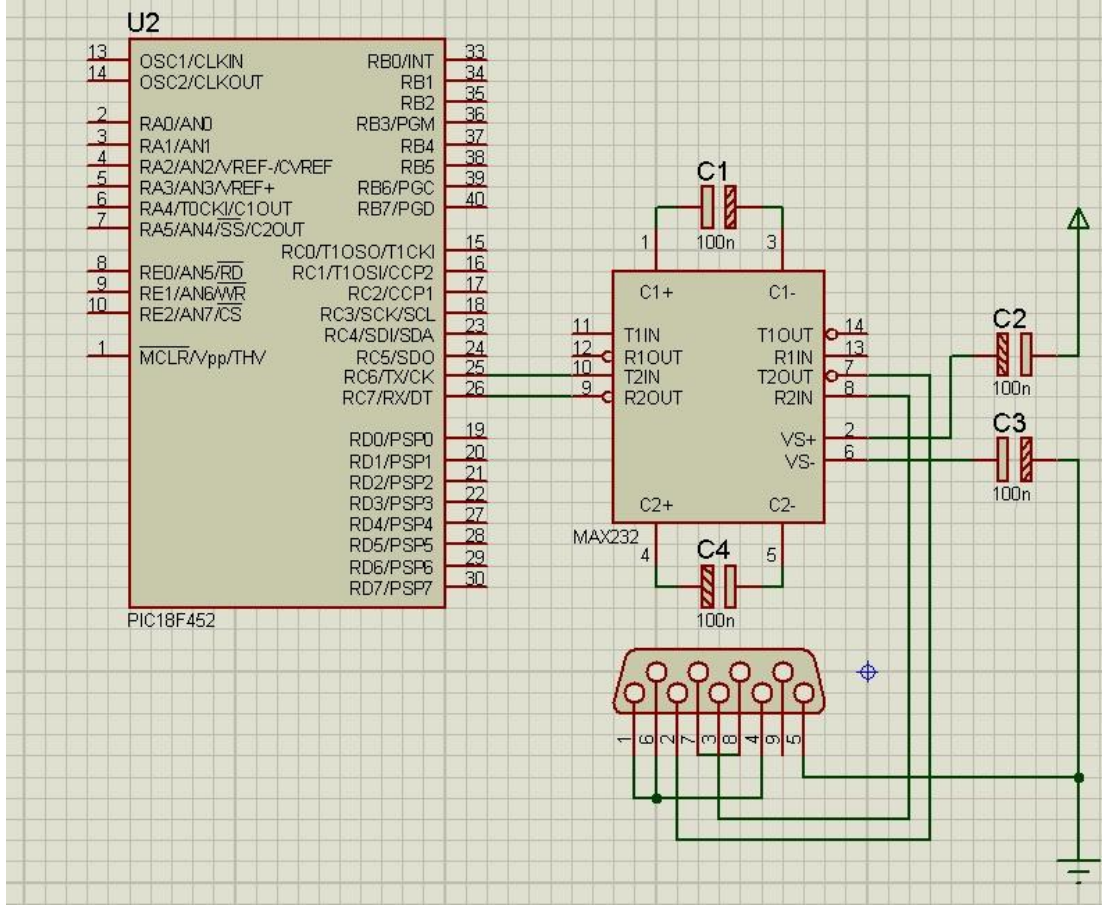 U2
13 OSC1/CLKIN RB0/INT 33
14 OSC2/CLKOUT RB1 34
RB2 35
2 RA0/AN0 RB3/PGM 36
3 RA1/AN1 RB4 37
4 RA2/AN2/VREF-/CVREF RB5 38
5 RA3/AN3/VREF+ RB6/PGC 39
6 RA4/T0CKI/C1OUT RB7/PGD 40
7 RA5/AN4/SS/C2OUT
RC0/T1OSO/T1CKI 15
8 RE0/AN5/RD RC1/T1OSI/CCP2 16
9 RE1/AN6/WR RC2/CCP1 17
10 RE2/AN7/CS RC3/SCK/SCL 18
RC4/SDI/SDA 23
1 MCLR/Vpp/THV RC5/SDO 24
RC6/TX/CK 25
RC7/RX/DT 26
RD0/PSP0 19
RD1/PSP1 20
RD2/PSP2 21
RD3/PSP3 22
RD4/PSP4 27
RD5/PSP5 28
RD6/PSP6 29
RD7/PSP7 30
PIC18F452
C1
100n
1 3
C1+ C1-
11 T1IN T1OUT 14
12 R1OUT R1IN 13
10 T2IN T2OUT 7
9 R2OUT R2IN 8
VS+ 2
VS- 6
C2+ C2-
MAX232
4 5
C4
100n
C2
100n
C3
100n
1 6 2 7 3 8 4 9 5